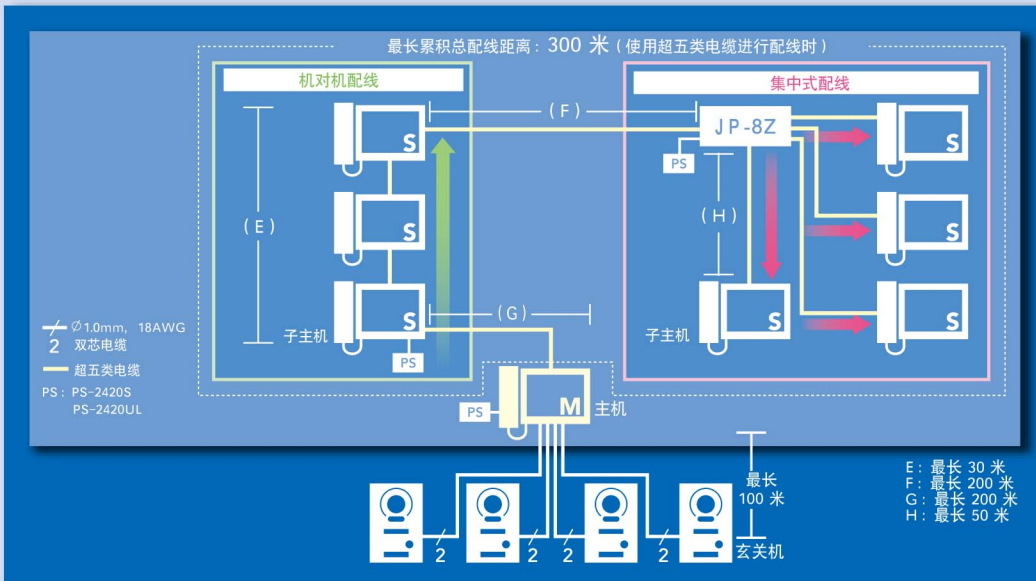 最长累积总配线距离：300 米（使用超五类电缆进行配线时）
机对机配线
集中式配线
（F）
JP-8Z
S
S
PS
（E）
（H）
S
S
（G）
S
S
S
子主机
子主机
PS
∅1.0mm, 18AWG
2 双芯电缆
超五类电缆
PS：PS-2420S
PS-2420UL
PS
M
主机
最长
100 米
E：最长 30 米
F：最长 200 米
G：最长 200 米
H：最长 50 米
2
2
2
2
玄关机